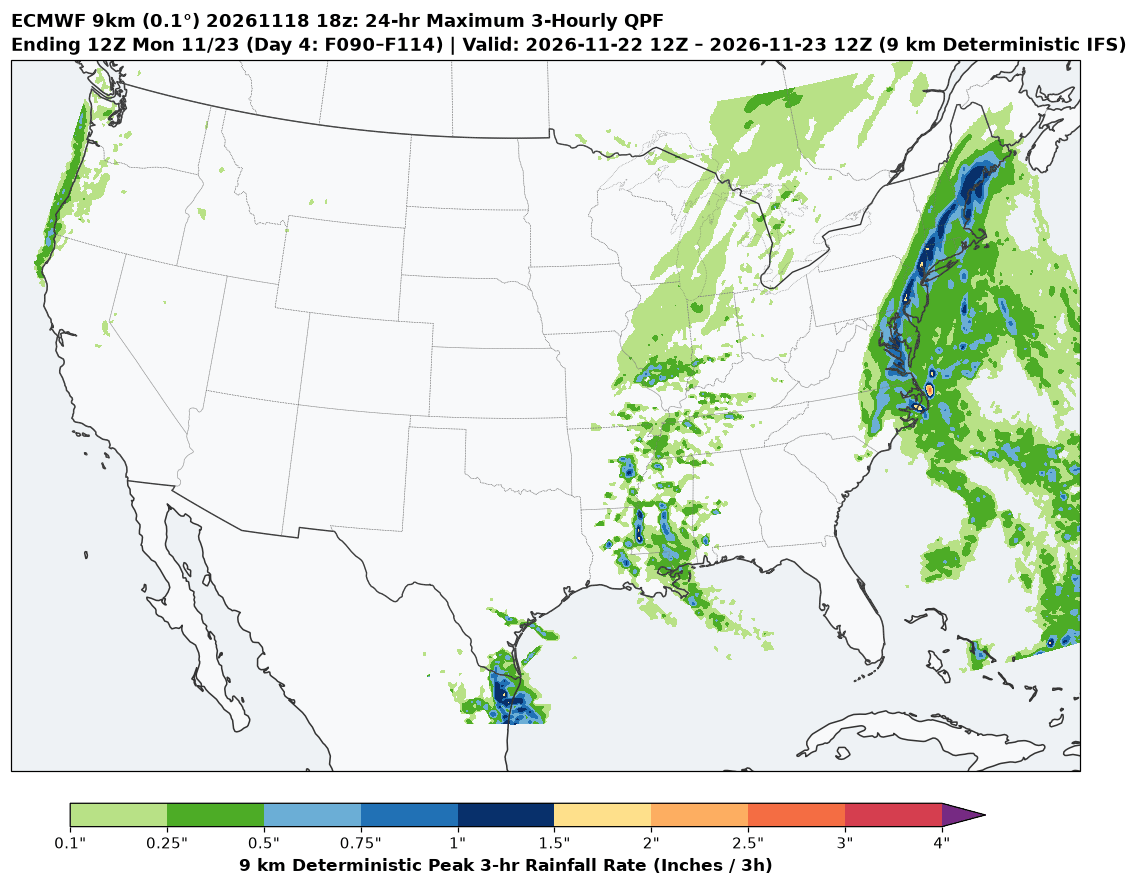 ECMWF 9km (0.1°) 20261118 18z: 24-hr Maximum 3-Hourly QPF
Ending 12Z Mon 11/23 (Day 4: F090–F114) | Valid: 2026-11-22 12Z – 2026-11-23 12Z (9 km Deterministic IFS)
0.1" 0.25" 0.5" 0.75" 1" 1.5" 2" 2.5" 3" 4"
9 km Deterministic Peak 3-hr Rainfall Rate (Inches / 3h)